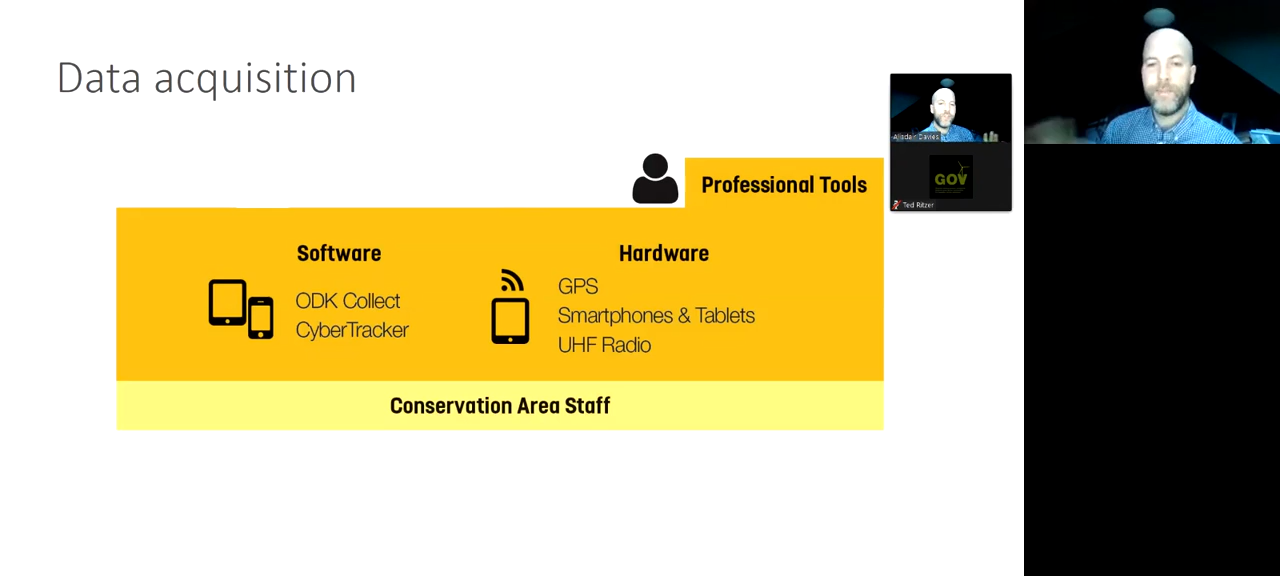 Data acquisition
Alisdair Davies
GOV
Ted Ritzer
Professional Tools
Software
ODK Collect
CyberTracker
Hardware
GPS
Smartphones & Tablets
UHF Radio
Conservation Area Staff